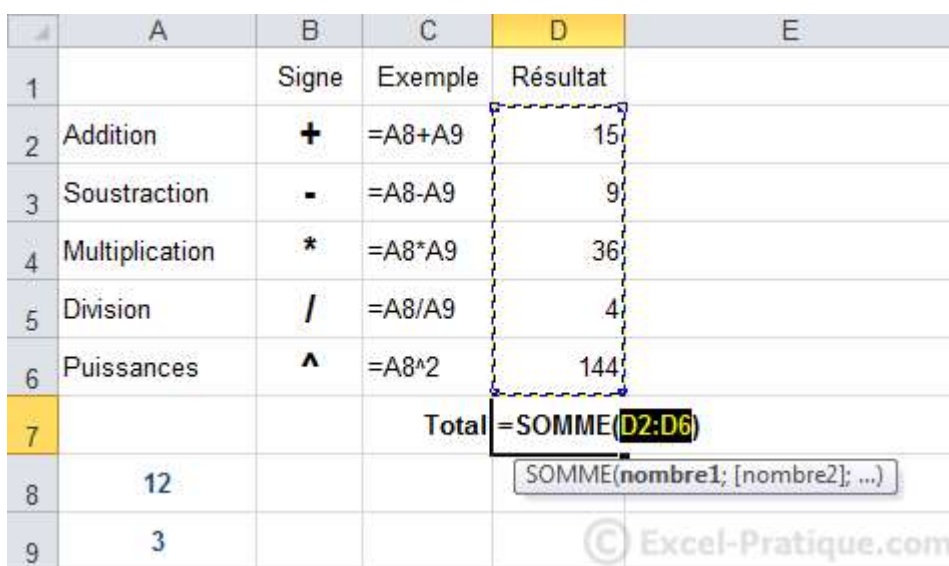 A B C D E
1 Signe Exemple Résultat
2 Addition + =A8+A9 15
3 Soustraction - =A8-A9 9
4 Multiplication * =A8*A9 36
5 Division / =A8/A9 4
6 Puissances ^ =A8^2 144
7 Total =SOMME(D2:D6)
8 12 SOMME(nombre1; [nombre2]; ...)
9 3 © Excel-Pratique.com